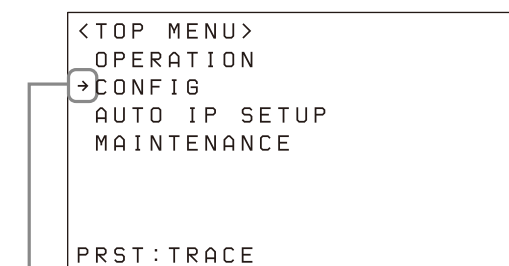 <TOP MENU>
OPERATION
→CONFIG
AUTO IP SETUP
MAINTENANCE
PRST:TRACE